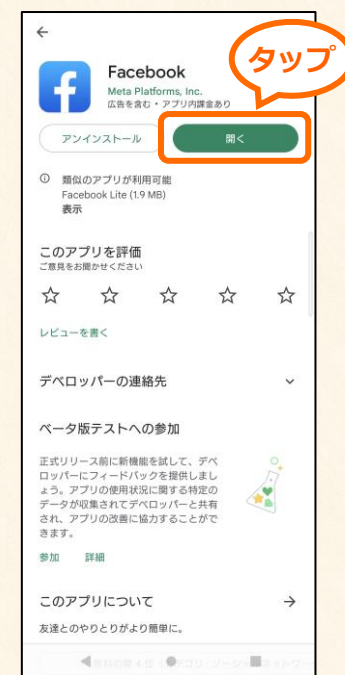 タップ
Facebook
Meta Platforms, Inc.
広告を含む・アプリ内課金あり
アンインストール
開く
類似のアプリが利用可能
Facebook Lite (1.9 MB)
表示
このアプリを評価
ご意見をお聞かせください
レビューを書く
デベロッパーの連絡先
ベータ版テストへの参加
正式リリース前に新機能を試して、デベ
ロッパーにフィードバックを提供しまし
ょう。アプリの使用状況に関する特定の
データが収集されてデベロッパーと共有
され、アプリの改善に協力することがで
きます。
参加 詳細
このアプリについて
友達とのやりとりがより簡単に。